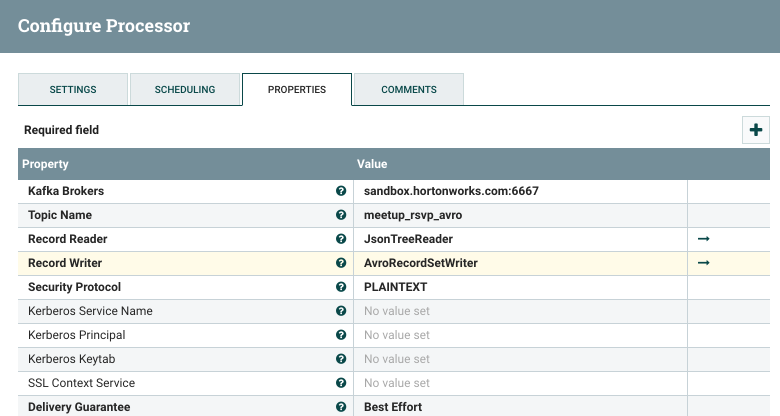 Configure Processor
SETTINGS SCHEDULING PROPERTIES COMMENTS
Required field
Property Value
Kafka Brokers sandbox.hortonworks.com:6667
Topic Name meetup_rsvp_avro
Record Reader JsonTreeReader
Record Writer AvroRecordSetWriter
Security Protocol PLAINTEXT
Kerberos Service Name No value set
Kerberos Principal No value set
Kerberos Keytab No value set
SSL Context Service No value set
Delivery Guarantee Best Effort